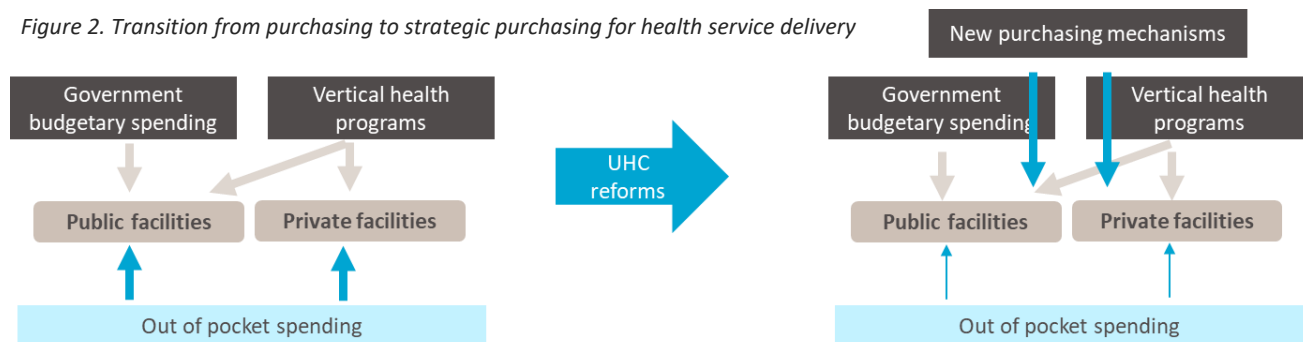 Figure 2. Transition from purchasing to strategic purchasing for health service delivery
New purchasing mechanisms
Government
budgetary spending
Vertical health
programs
Public facilities
Private facilities
Out of pocket spending
UHC
reforms
Government
budgetary spending
Vertical health
programs
Public facilities
Private facilities
Out of pocket spending